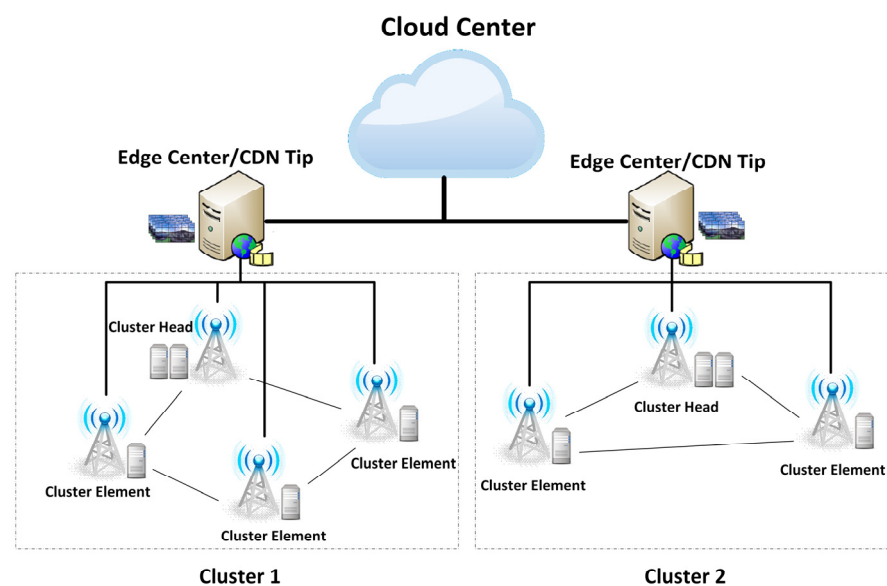 Cloud Center
Edge Center/CDN Tip
Edge Center/CDN Tip
Cluster Head
Cluster Element
Cluster Element
Cluster Element
Cluster Head
Cluster Element
Cluster Element
Cluster 1
Cluster 2